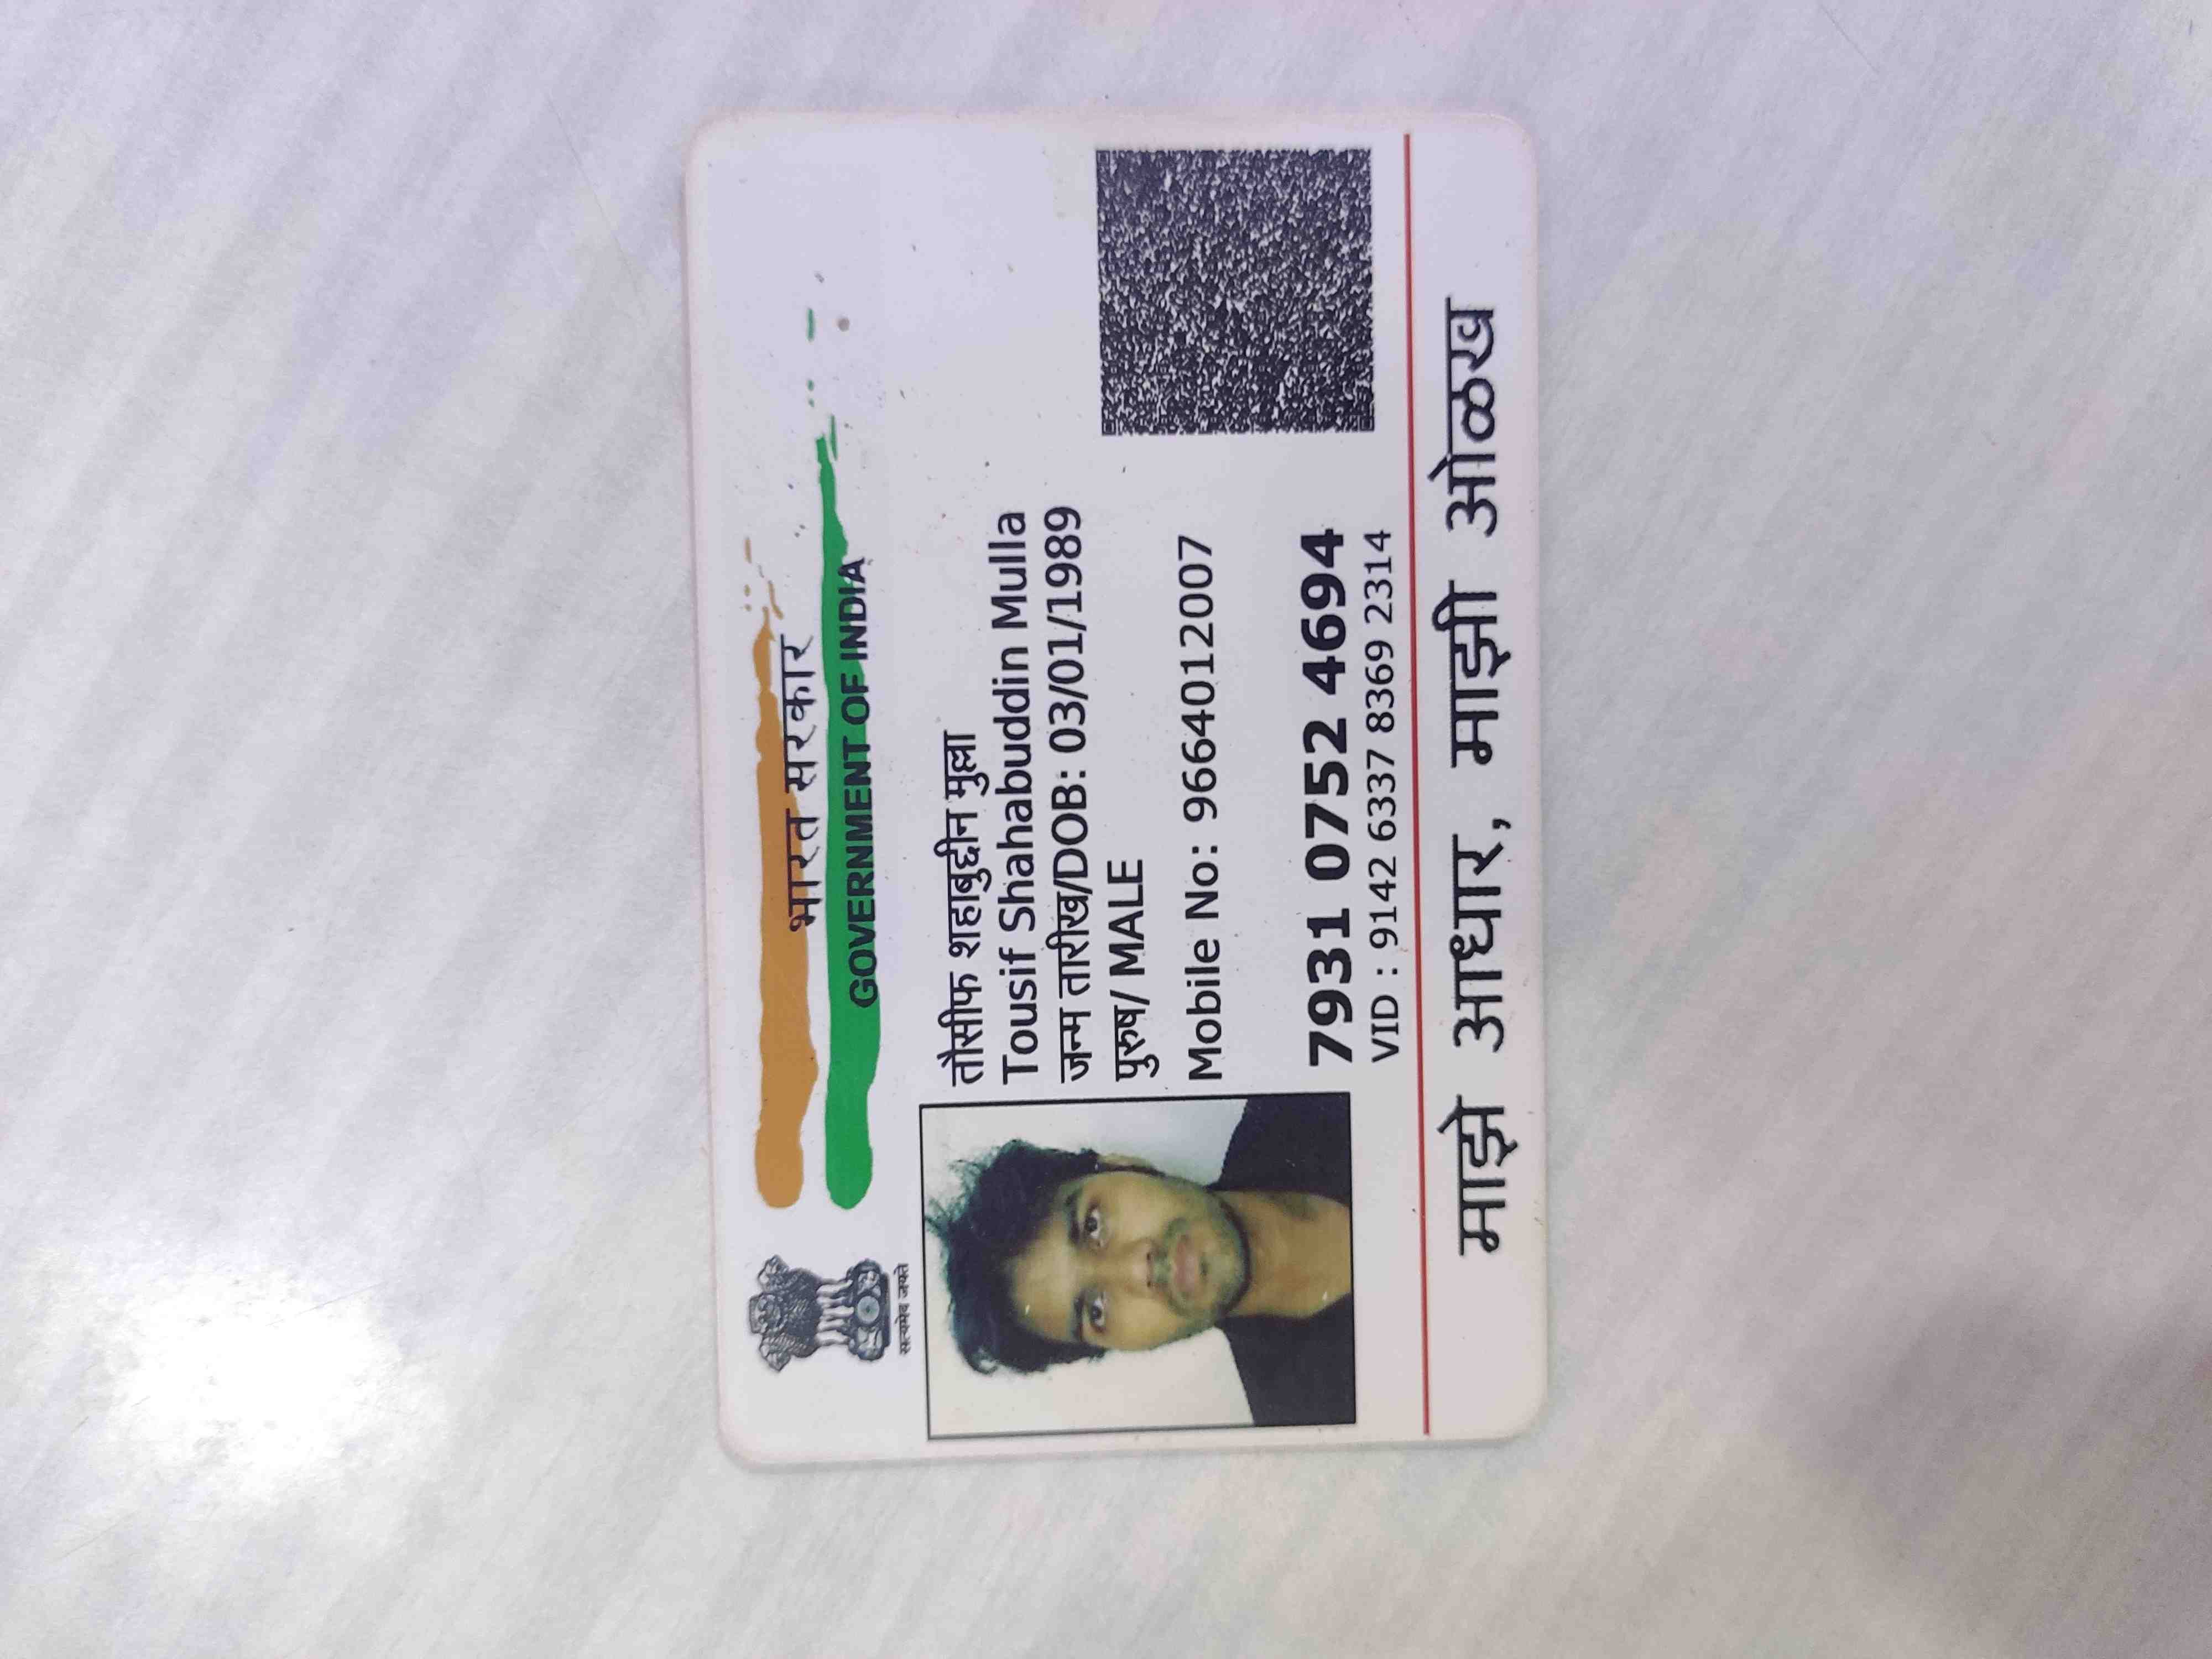 भारत सरकार
GOVERNMENT OF INDIA
सत्यमेव जयते
तौसीफ शहाबुद्दीन मुल्ला
Tousif Shahabuddin Mulla
जन्म तारीख/DOB: 03/01/1989
पुरुष/ MALE
Mobile No: 9664012007
7931 0752 4694
VID : 9142 6337 8369 2314
माझे आधार, माझी ओळख